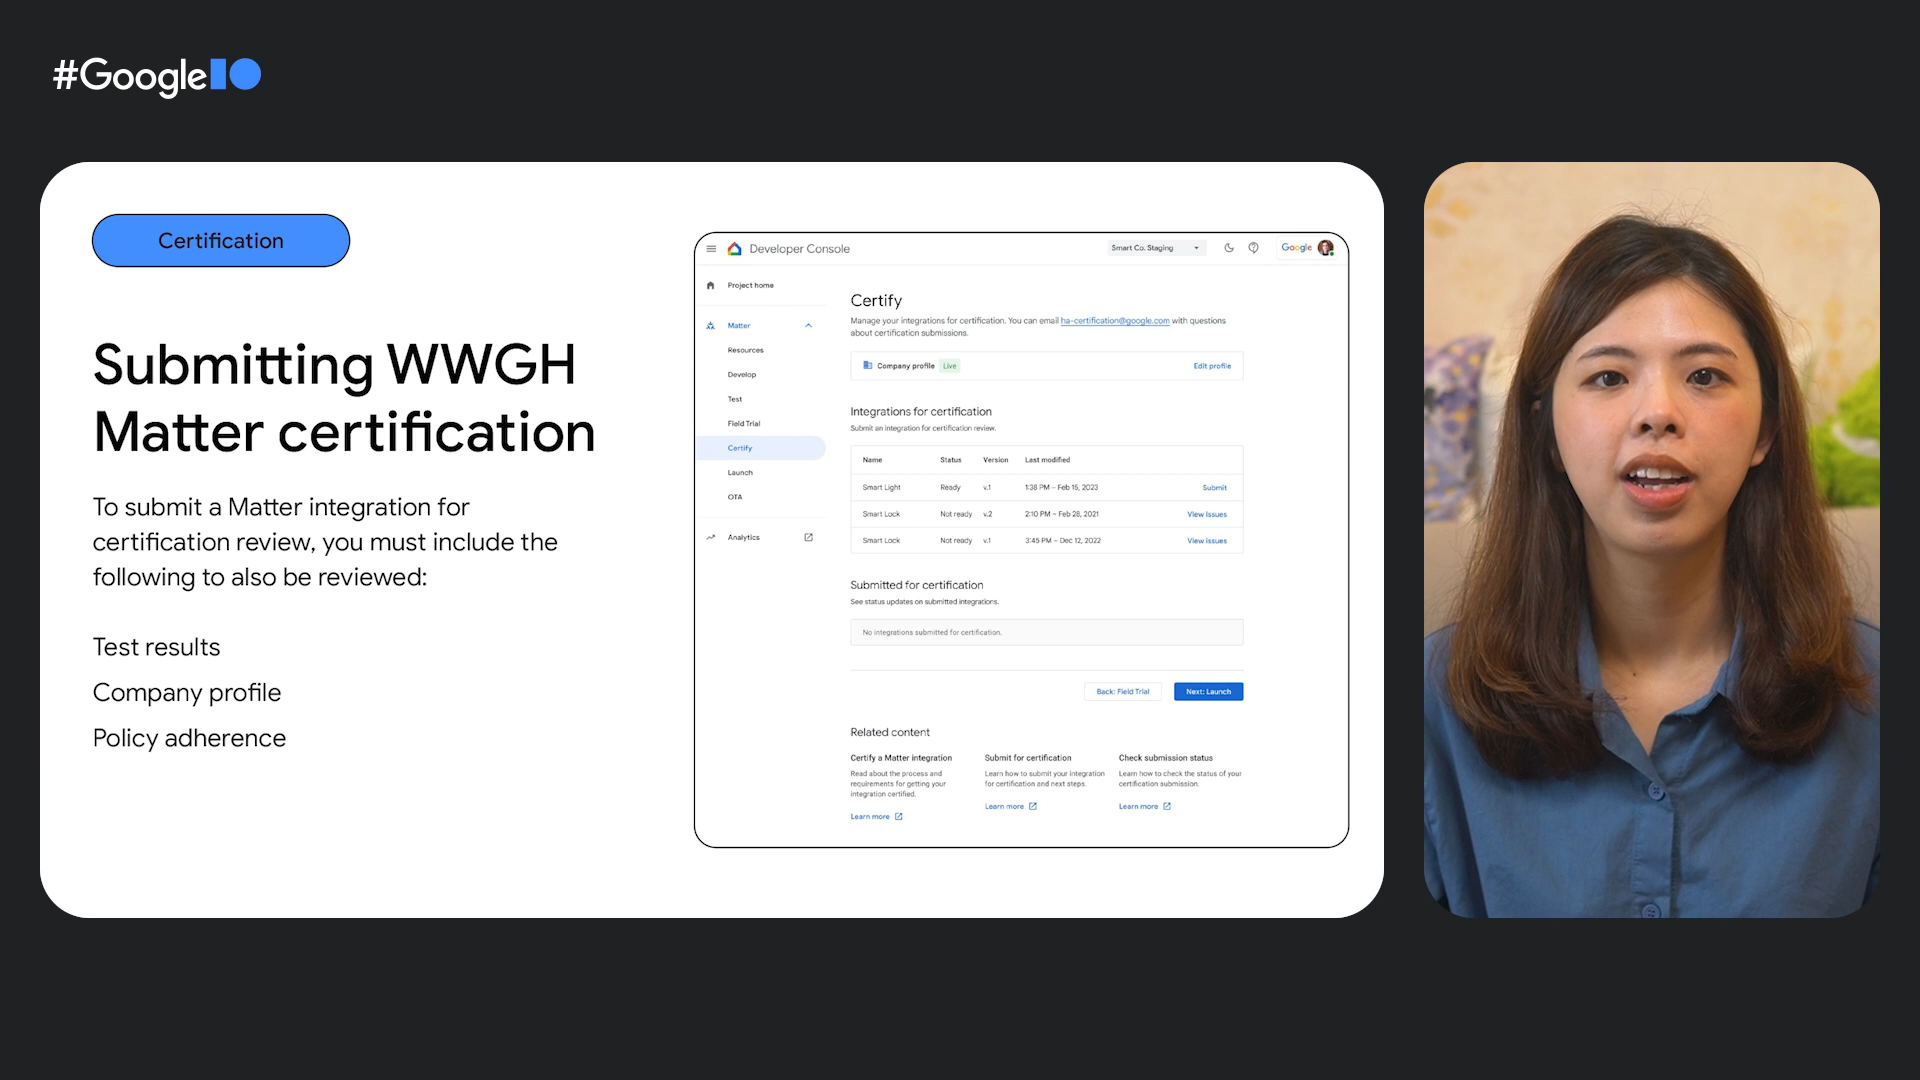 #GoogleIO
Certification
Submitting WWGH
Matter certification
To submit a Matter integration for
certification review, you must include the
following to also be reviewed:
Test results
Company profile
Policy adherence
Developer Console
Smart Co. Staging
Google
Project home
Matter
Resources
Develop
Test
Field Trial
Certify
Launch
OTA
Analytics
Certify
Manage your integrations for certification. You can email ha-certification@google.com with questions
about certification submissions.
Company profile Live Edit profile
Integrations for certification
Submit an integration for certification review.
Name Status Version Last modified
Smart Light Ready v.1 1:38 PM – Feb 15, 2023 Submit
Smart Lock Not ready v.2 2:10 PM – Feb 28, 2021 View Issues
Smart Lock Not ready v.1 3:45 PM – Dec 12, 2022 View issues
Submitted for certification
See status updates on submitted integrations.
No integrations submitted for certification.
Back: Field Trial Next: Launch
Related content
Certify a Matter integration
Read about the process and
requirements for getting your
integration certified.
Learn more
Submit for certification
Learn how to submit your integration
for certification and next steps.
Learn more
Check submission status
Learn how to check the status of your
certification submission.
Learn more